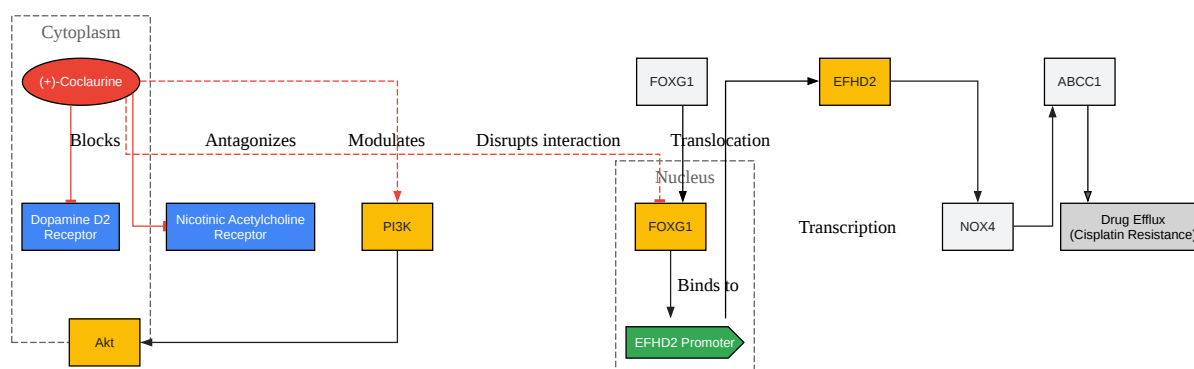 Cytoplasm
(+)-Coclaurine
FOXG1
EFHD2
ABCC1
Blocks
Antagonizes
Modulates
Disrupts interaction
Translocation
Nucleus
Dopamine D2
Receptor
Nicotinic Acetylcholine
Receptor
PI3K
FOXG1
Transcription
NOX4
Drug Efflux
(Cisplatin Resistance)
Binds to
Akt
EFHD2 Promoter